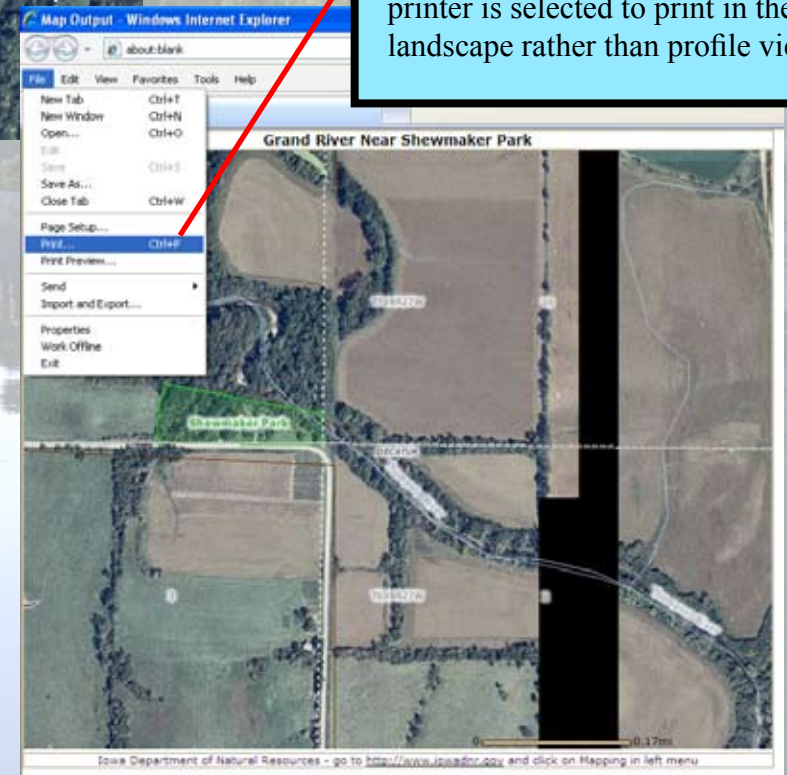 printer is selected to print in the
landscape rather than profile vie
Map Output - Windows Internet Explorer
about:blank
File Edit View Favorites Tools Help
New Tab Ctrl+T
New Window Ctrl+N
Open... Ctrl+O
Edit
Save Ctrl+S
Save As...
Close Tab Ctrl+W
Page Setup...
Print... Ctrl+P
Print Preview...
Send
Import and Export...
Properties
Work Offline
Exit
Grand River Near Shewmaker Park
Shewmaker Park
Decatur
0 0.17mi
Iowa Department of Natural Resources - go to http://www.iowadnr.gov and click on Mapping in left menu